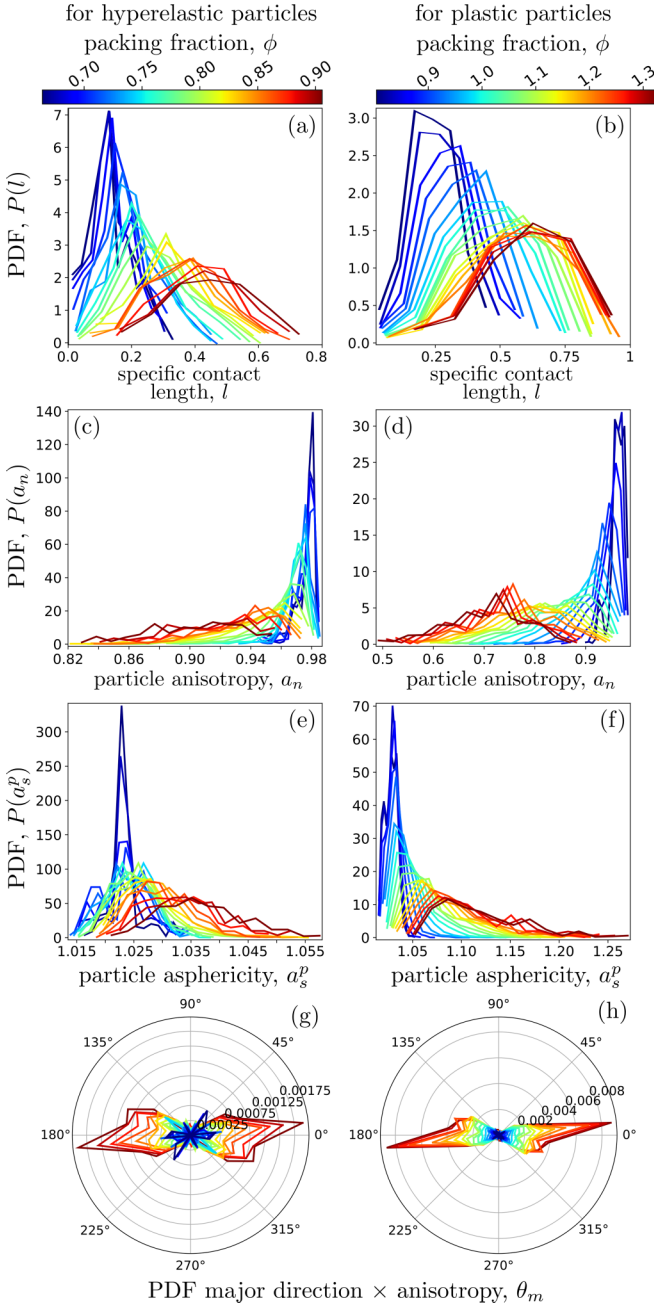 for hyperelastic particles
packing fraction, ϕ
0.70 0.75 0.80 0.85 0.90
for plastic particles
packing fraction, ϕ
0.9 1.0 1.1 1.2 1.3
(a)
PDF, P(l)
7
6
5
4
3
2
1
0
0.0 0.2 0.4 0.6 0.8
specific contact
length, l
(b)
3.0
2.5
2.0
1.5
1.0
0.5
0.0
0.25 0.5 0.75 1
specific contact
length, l
(c)
PDF, P(aₙ)
140
120
100
80
60
40
20
0
0.82 0.86 0.90 0.94 0.98
particle anisotropy, aₙ
(d)
30
25
20
15
10
5
0
0.5 0.6 0.7 0.8 0.9
particle anisotropy, aₙ
(e)
PDF, P(aₛᵖ)
300
250
200
150
100
50
0
1.015 1.025 1.035 1.045 1.055
particle asphericity, aₛᵖ
(f)
70
60
50
40
30
20
10
0
1.05 1.10 1.15 1.20 1.25
particle asphericity, aₛᵖ
(g)
90°
135° 45°
0.00175
0.00125
0.00075
0.00025
180° 0°
225° 315°
270°
(h)
90°
135° 45°
0.008
0.006
0.004
0.002
180° 0°
225° 315°
270°
PDF major direction × anisotropy, θₘ